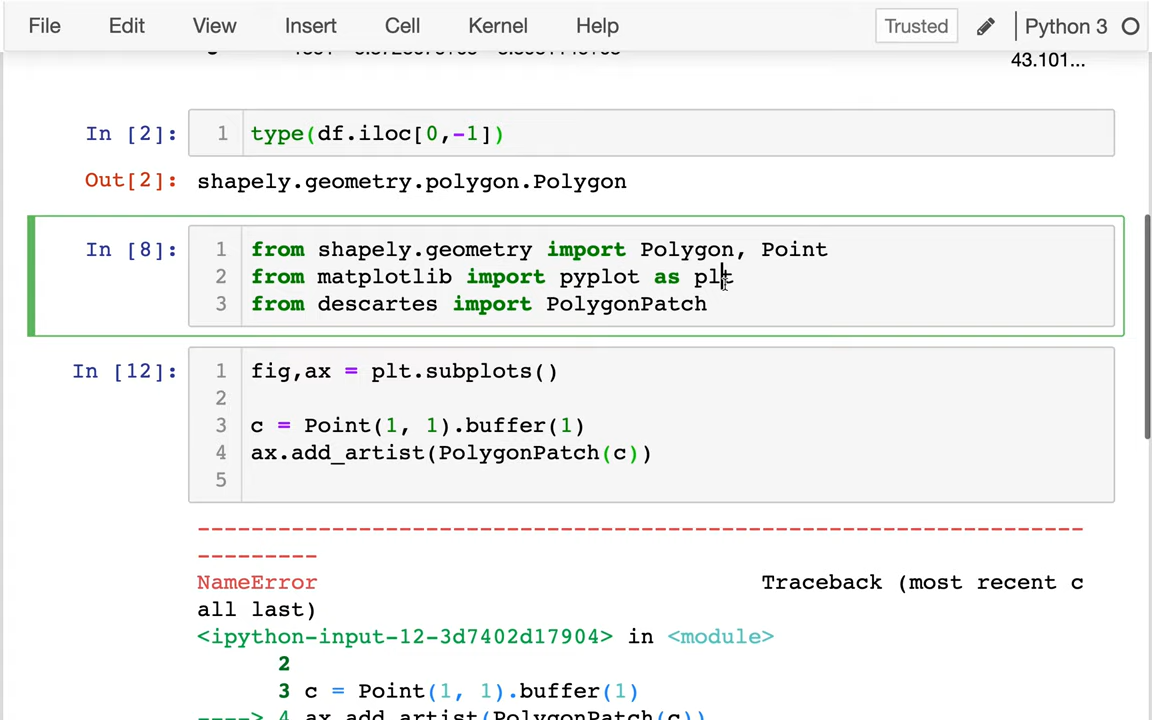 File Edit View Insert Cell Kernel Help Trusted Python 3
43.101...
In [2]: 1 type(df.iloc[0,-1])
Out[2]: shapely.geometry.polygon.Polygon
In [8]: 1 from shapely.geometry import Polygon, Point
2 from matplotlib import pyplot as plt
3 from descartes import PolygonPatch
In [12]: 1 fig,ax = plt.subplots()
2
3 c = Point(1, 1).buffer(1)
4 ax.add_artist(PolygonPatch(c))
5
---------------------------------------------------------------------------
NameError Traceback (most recent c
all last)
<ipython-input-12-3d7402d17904> in <module>
2
3 c = Point(1, 1).buffer(1)
----> 4 ax.add_artist(PolygonPatch(c))